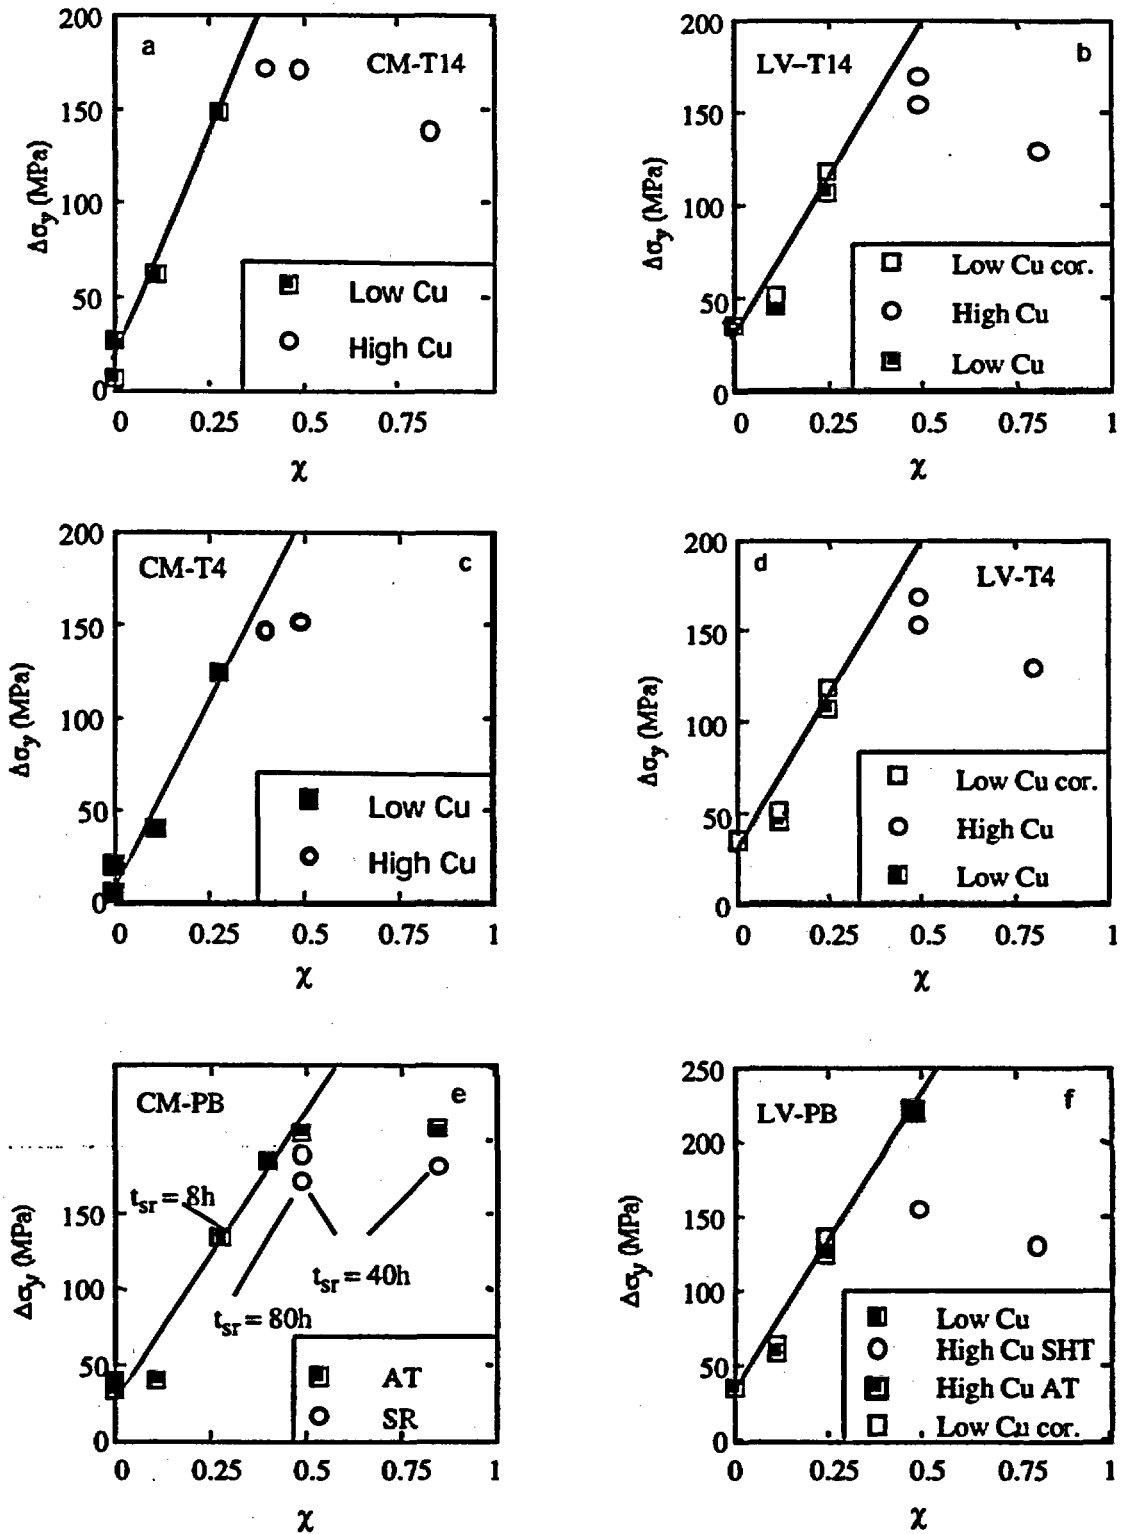 200
150
100
50
0
Δσy (MPa)
a
CM-T14
Low Cu
High Cu
0 0.25 0.5 0.75
χ
200
150
100
50
0
Δσy (MPa)
LV–T14
b
Low Cu cor.
High Cu
Low Cu
0 0.25 0.5 0.75 1
χ
200
150
100
50
0
Δσy (MPa)
CM-T4
c
Low Cu
High Cu
0 0.25 0.5 0.75 1
χ
200
150
100
50
0
Δσy (MPa)
d
LV-T4
Low Cu cor.
High Cu
Low Cu
0 0.25 0.5 0.75 1
χ
150
100
50
0
Δσy (MPa)
CM-PB
e
tsr = 8h
tsr = 40h
tsr = 80h
AT
SR
0 0.25 0.5 0.75 1
χ
250
200
150
100
50
0
Δσy (MPa)
LV-PB
f
Low Cu
High Cu SHT
High Cu AT
Low Cu cor.
0 0.25 0.5 0.75 1
χ